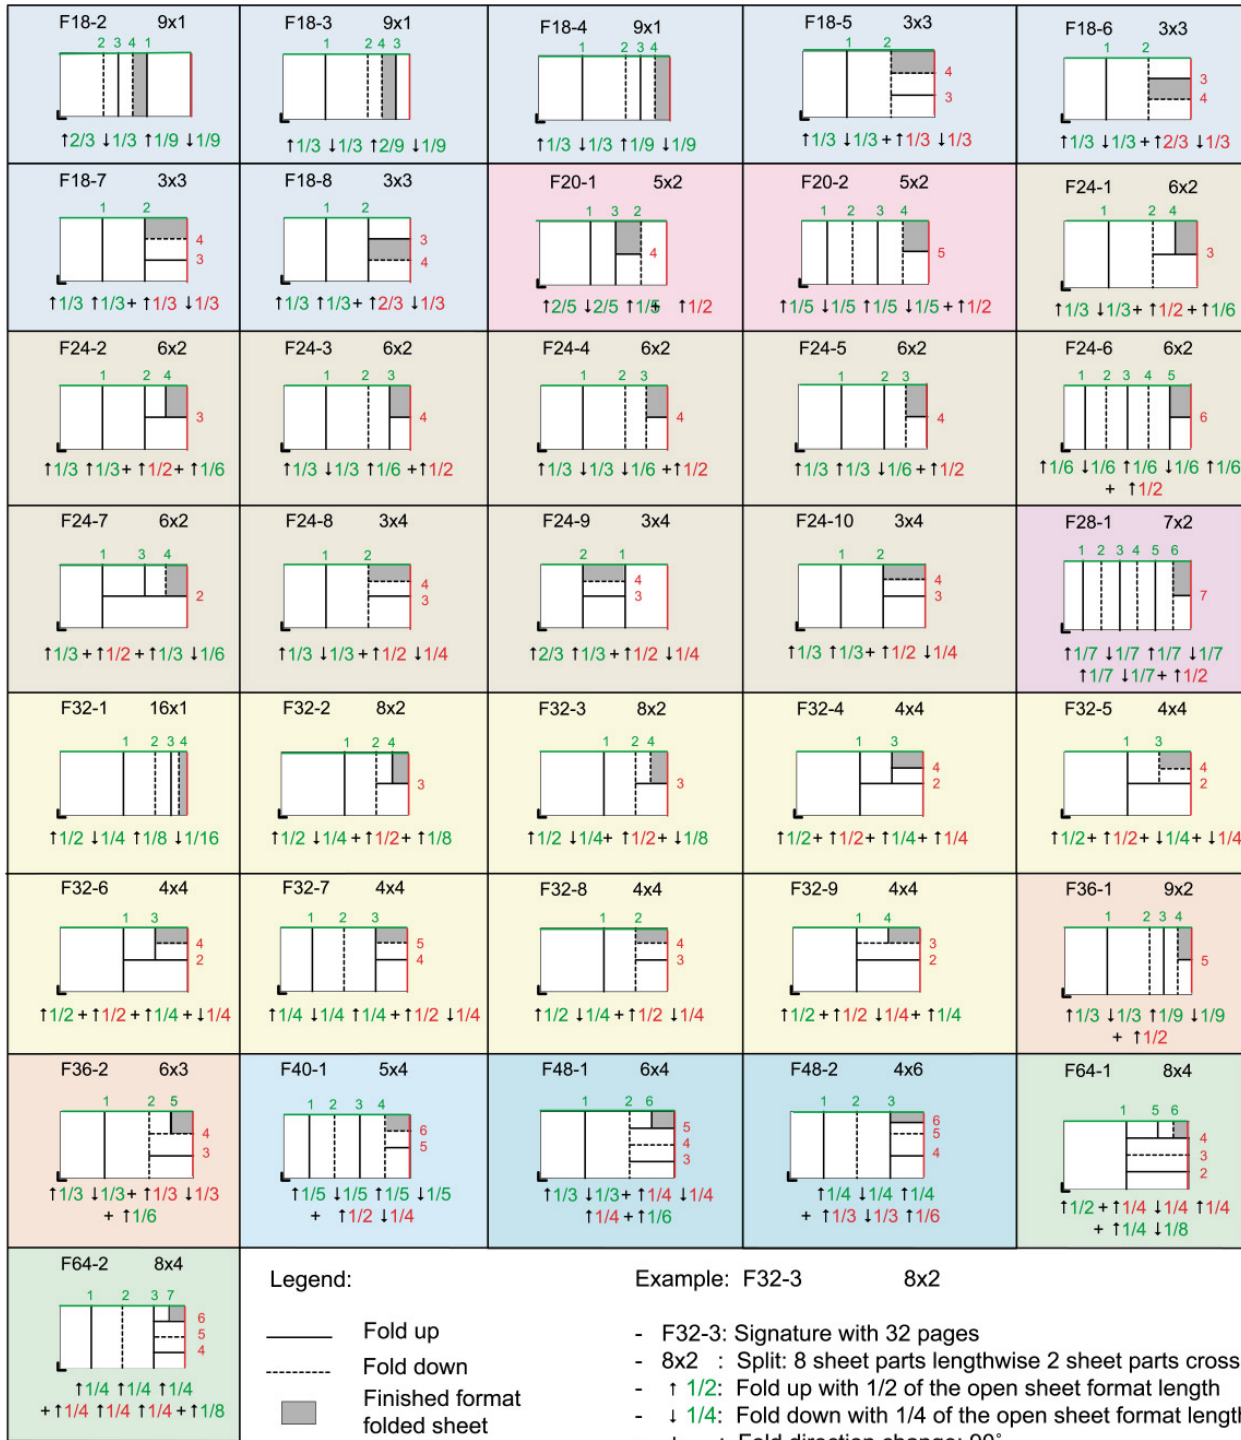 F18-2 9x1
2 3 4 1
↑2/3 ↓1/3 ↑1/9 ↓1/9
F18-3 9x1
1 2 4 3
↑1/3 ↓1/3 ↑2/9 ↓1/9
F18-4 9x1
1 2 3 4
↑1/3 ↓1/3 ↑1/9 ↓1/9
F18-5 3x3
1 2
4
3
↑1/3 ↓1/3 + ↑1/3 ↓1/3
F18-6 3x3
1 2
3
4
↑1/3 ↓1/3 + ↑2/3 ↓1/3
F18-7 3x3
1 2
4
3
↑1/3 ↑1/3 + ↑1/3 ↓1/3
F18-8 3x3
1 2
3
4
↑1/3 ↑1/3 + ↑2/3 ↓1/3
F20-1 5x2
1 3 2
4
↑2/5 ↓2/5 ↑1/5 + ↑1/2
F20-2 5x2
1 2 3 4
5
↑1/5 ↓1/5 ↑1/5 ↓1/5 + ↑1/2
F24-1 6x2
1 2 4
3
↑1/3 ↓1/3 + ↑1/2 + ↑1/6
F24-2 6x2
1 2 4
3
↑1/3 ↑1/3 + ↑1/2 + ↑1/6
F24-3 6x2
1 2 3
4
↑1/3 ↓1/3 ↑1/6 + ↑1/2
F24-4 6x2
1 2 3
4
↑1/3 ↓1/3 ↓1/6 + ↑1/2
F24-5 6x2
1 2 3
4
↑1/3 ↑1/3 ↓1/6 + ↑1/2
F24-6 6x2
1 2 3 4 5
6
↑1/6 ↓1/6 ↑1/6 ↓1/6 ↑1/6
+ ↑1/2
F24-7 6x2
1 3 4
2
↑1/3 + ↑1/2 + ↑1/3 ↓1/6
F24-8 3x4
1 2
4
3
↑1/3 ↓1/3 + ↑1/2 ↓1/4
F24-9 3x4
2 1
4
3
↑2/3 ↑1/3 + ↑1/2 ↓1/4
F24-10 3x4
1 2
4
3
↑1/3 ↑1/3 + ↑1/2 ↓1/4
F28-1 7x2
1 2 3 4 5 6
7
↑1/7 ↓1/7 ↑1/7 ↓1/7
↑1/7 ↓1/7 + ↑1/2
F32-1 16x1
1 2 3 4
↑1/2 ↓1/4 ↑1/8 ↓1/16
F32-2 8x2
1 2 4
3
↑1/2 ↓1/4 + ↑1/2 + ↑1/8
F32-3 8x2
1 2 4
3
↑1/2 ↓1/4 + ↑1/2 + ↓1/8
F32-4 4x4
1 3
4
2
↑1/2 + ↑1/2 + ↑1/4 + ↑1/4
F32-5 4x4
1 3
4
2
↑1/2 + ↑1/2 + ↓1/4 + ↓1/4
F32-6 4x4
1 3
4
2
↑1/2 + ↑1/2 + ↑1/4 + ↓1/4
F32-7 4x4
1 2 3
5
4
↑1/4 ↓1/4 ↑1/4 + ↑1/2 ↓1/4
F32-8 4x4
1 2
4
3
↑1/2 ↓1/4 + ↑1/2 ↓1/4
F32-9 4x4
1 4
3
2
↑1/2 + ↑1/2 ↓1/4 + ↑1/4
F36-1 9x2
1 2 3 4
5
↑1/3 ↓1/3 ↑1/9 ↓1/9
+ ↑1/2
F36-2 6x3
1 2 5
4
3
↑1/3 ↓1/3 + ↑1/3 ↓1/3
+ ↑1/6
F40-1 5x4
1 2 3 4
6
5
↑1/5 ↓1/5 ↑1/5 ↓1/5
+ ↑1/2 ↓1/4
F48-1 6x4
1 2 6
5
4
3
↑1/3 ↓1/3 + ↑1/4 ↓1/4
↑1/4 + ↑1/6
F48-2 4x6
1 2 3
6
5
4
↑1/4 ↓1/4 ↑1/4
+ ↑1/3 ↓1/3 ↑1/6
F64-1 8x4
1 5 6
4
3
2
↑1/2 + ↑1/4 ↓1/4 ↑1/4
+ ↑1/4 ↓1/8
F64-2 8x4
1 2 3 7
6
5
4
↑1/4 ↑1/4 ↑1/4
+ ↑1/4 ↑1/4 ↑1/4 + ↑1/8
Legend:
Fold up
Fold down
Finished format
folded sheet
Example: F32-3 8x2
- F32-3: Signature with 32 pages
- 8x2 : Split: 8 sheet parts lengthwise 2 sheet parts cross
- ↑ 1/2: Fold up with 1/2 of the open sheet format length
- ↓ 1/4: Fold down with 1/4 of the open sheet format length
- + : Fold direction change: 90°